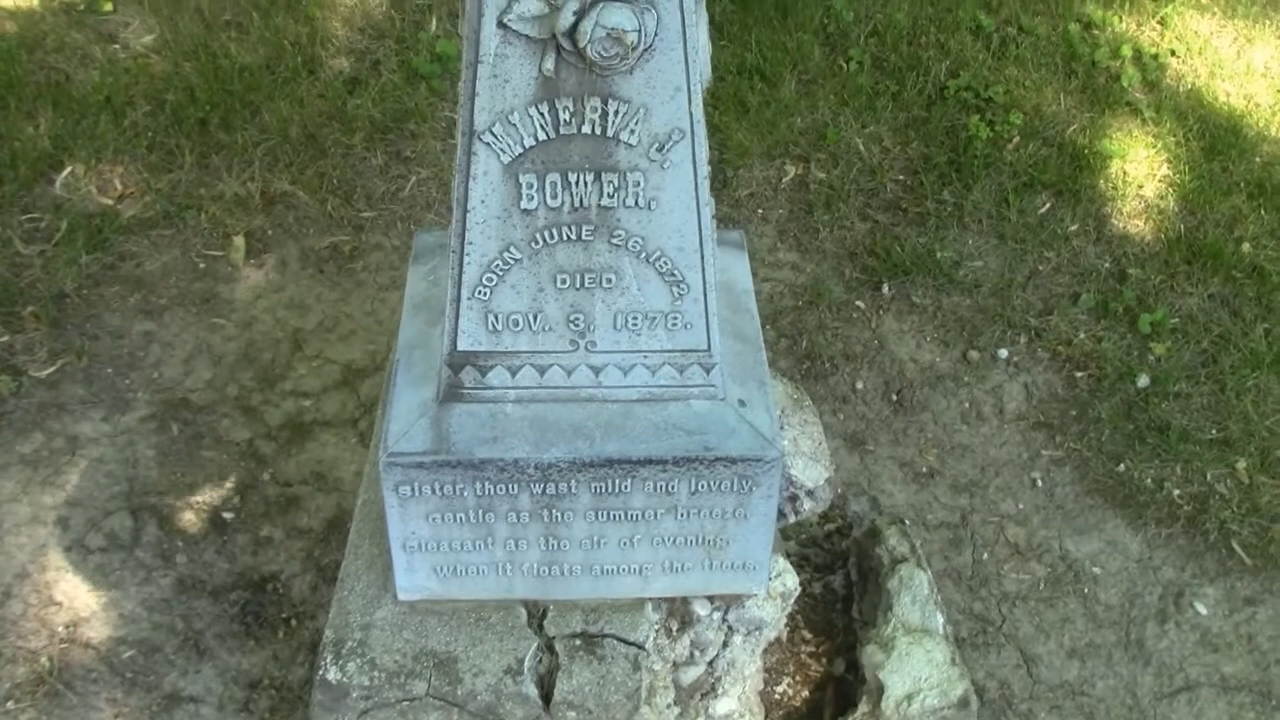 MINERVA J.
BOWER,
BORN JUNE 26, 1872,
DIED
NOV. 3, 1878.
Sister, thou wast mild and lovely.
Gentle as the summer breeze.
Pleasant as the air of evening
When it floats among the trees.